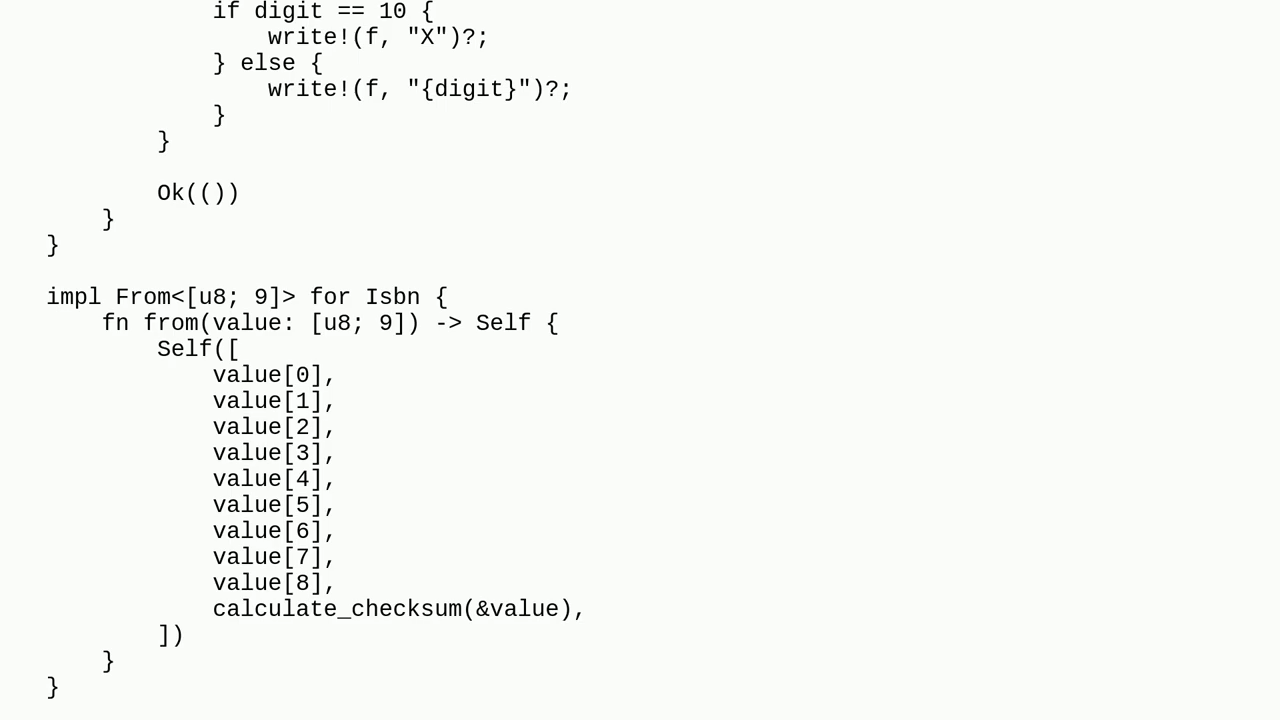 if digit == 10 {
                write!(f, "X")?;
            } else {
                write!(f, "{digit}")?;
            }
        }

        Ok(())
    }
}

impl From<[u8; 9]> for Isbn {
    fn from(value: [u8; 9]) -> Self {
        Self([
            value[0],
            value[1],
            value[2],
            value[3],
            value[4],
            value[5],
            value[6],
            value[7],
            value[8],
            calculate_checksum(&value),
        ])
    }
}